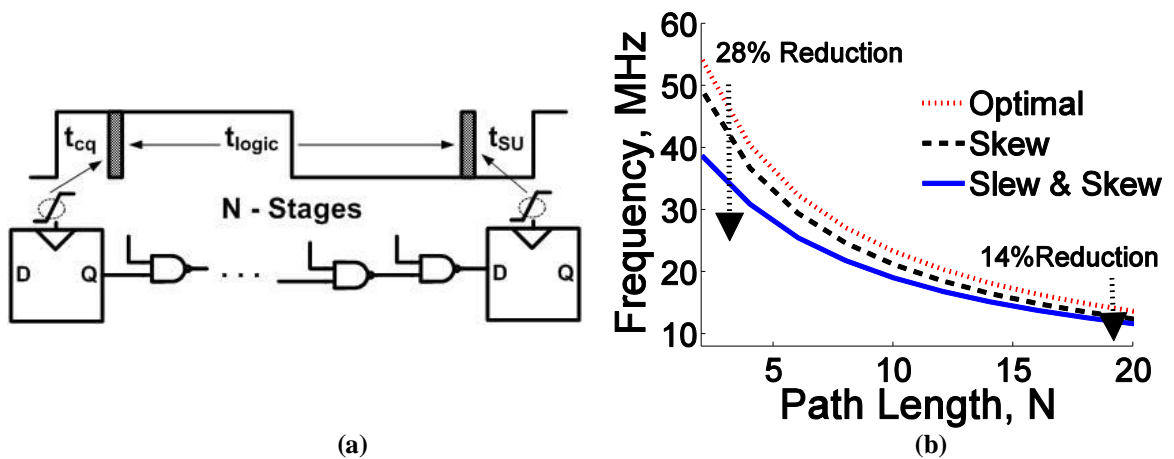 t_cq
t_logic
t_SU
N - Stages
D Q
. . .
D Q
(a)
Frequency, MHz
60
50
40
30
20
10
28% Reduction
Optimal
Skew
Slew & Skew
14%Reduction
5 10 15 20
Path Length, N
(b)